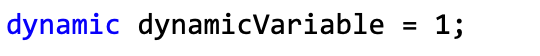 dynamic dynamicVariable = 1;